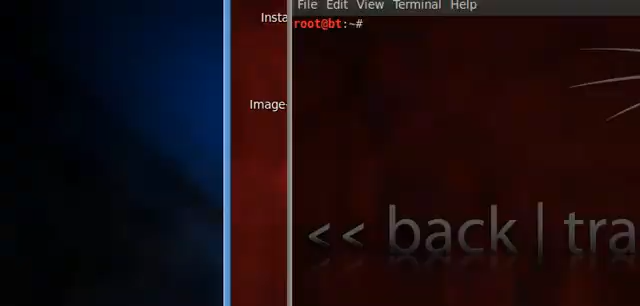 File Edit View Terminal Help
root@bt:~#
Insta
Image-
<< back | tra